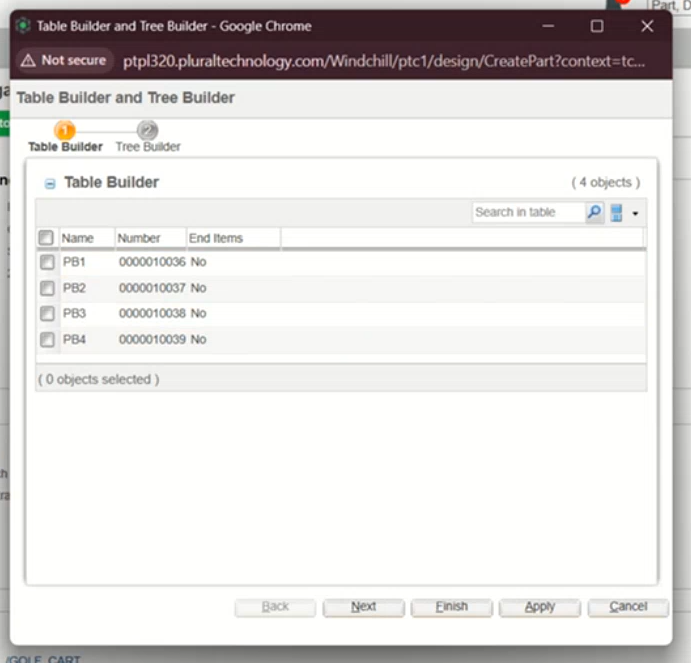 Part, D
Table Builder and Tree Builder - Google Chrome
Not secure ptpl320.pluraltechnology.com/Windchill/ptc1/design/CreatePart?context=tc...
Table Builder and Tree Builder
1 2
Table Builder Tree Builder
Table Builder ( 4 objects )
Search in table
Name Number End Items
PB1 0000010036 No
PB2 0000010037 No
PB3 0000010038 No
PB4 0000010039 No
( 0 objects selected )
Back Next Finish Apply Cancel
/GOLF_CART